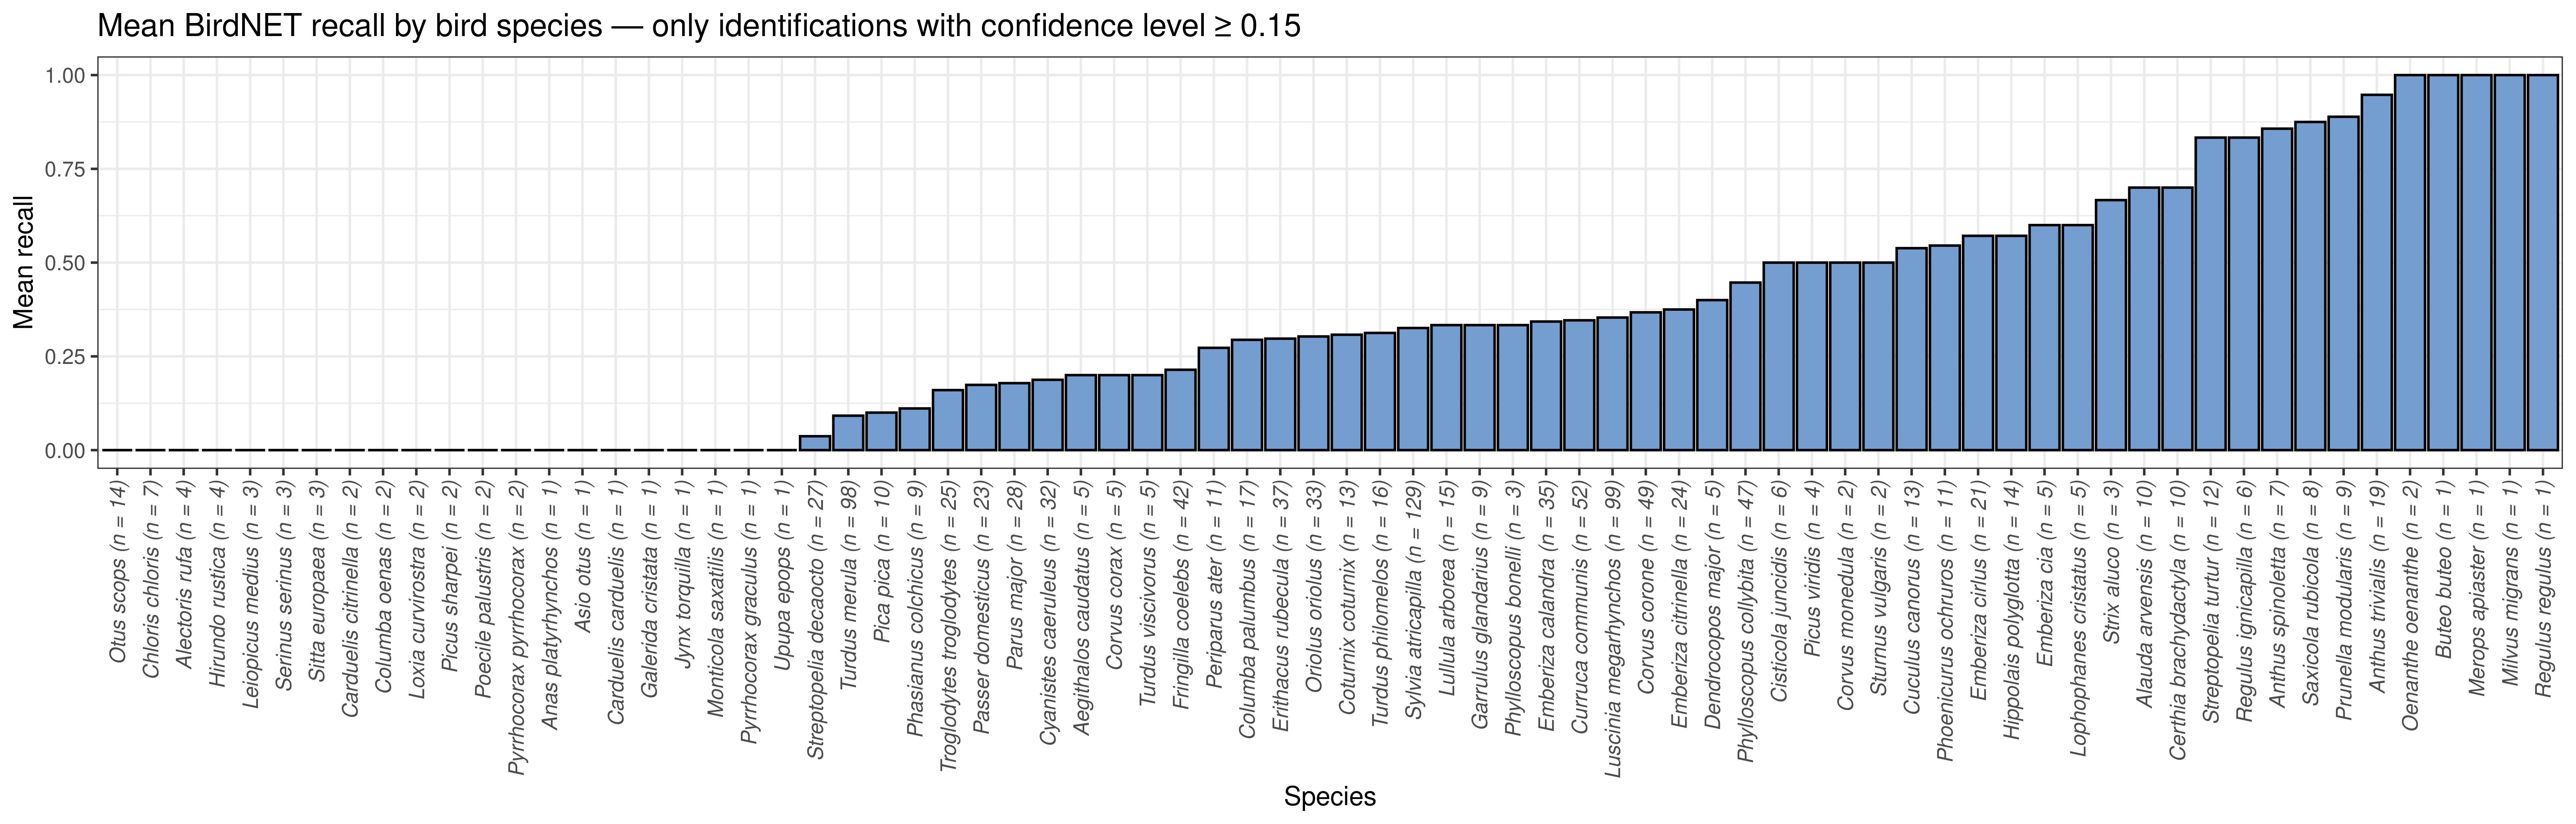 Mean BirdNET recall by bird species — only identifications with confidence level ≥ 0.15
Mean recall
1.00
0.75
0.50
0.25
0.00
Otus scops (n = 14)
Chloris chloris (n = 7)
Alectoris rufa (n = 4)
Hirundo rustica (n = 4)
Leiopicus medius (n = 3)
Serinus serinus (n = 3)
Sitta europaea (n = 3)
Carduelis citrinella (n = 2)
Columba oenas (n = 2)
Loxia curvirostra (n = 2)
Picus sharpei (n = 2)
Poecile palustris (n = 2)
Pyrrhocorax pyrrhocorax (n = 2)
Anas platyrhynchos (n = 1)
Asio otus (n = 1)
Carduelis carduelis (n = 1)
Galerida cristata (n = 1)
Jynx torquilla (n = 1)
Monticola saxatilis (n = 1)
Pyrrhocorax graculus (n = 1)
Upupa epops (n = 1)
Streptopelia decaocto (n = 27)
Turdus merula (n = 98)
Pica pica (n = 10)
Phasianus colchicus (n = 9)
Troglodytes troglodytes (n = 25)
Passer domesticus (n = 23)
Parus major (n = 28)
Cyanistes caeruleus (n = 32)
Aegithalos caudatus (n = 5)
Corvus corax (n = 5)
Turdus viscivorus (n = 5)
Fringilla coelebs (n = 42)
Periparus ater (n = 11)
Columba palumbus (n = 17)
Erithacus rubecula (n = 37)
Oriolus oriolus (n = 33)
Coturnix coturnix (n = 13)
Turdus philomelos (n = 16)
Sylvia atricapilla (n = 129)
Lullula arborea (n = 15)
Garrulus glandarius (n = 9)
Phylloscopus bonelli (n = 3)
Emberiza calandra (n = 35)
Curruca communis (n = 52)
Luscinia megarhynchos (n = 99)
Corvus corone (n = 49)
Emberiza citrinella (n = 24)
Dendrocopos major (n = 5)
Phylloscopus collybita (n = 47)
Cisticola juncidis (n = 6)
Picus viridis (n = 4)
Corvus monedula (n = 2)
Sturnus vulgaris (n = 2)
Cuculus canorus (n = 13)
Phoenicurus ochruros (n = 11)
Emberiza cirlus (n = 21)
Hippolais polyglotta (n = 14)
Emberiza cia (n = 5)
Lophophanes cristatus (n = 5)
Strix aluco (n = 3)
Alauda arvensis (n = 10)
Certhia brachydactyla (n = 10)
Streptopelia turtur (n = 12)
Regulus ignicapilla (n = 6)
Anthus spinoletta (n = 7)
Saxicola rubicola (n = 8)
Prunella modularis (n = 9)
Anthus trivialis (n = 19)
Oenanthe oenanthe (n = 2)
Buteo buteo (n = 1)
Merops apiaster (n = 1)
Milvus migrans (n = 1)
Regulus regulus (n = 1)
Species